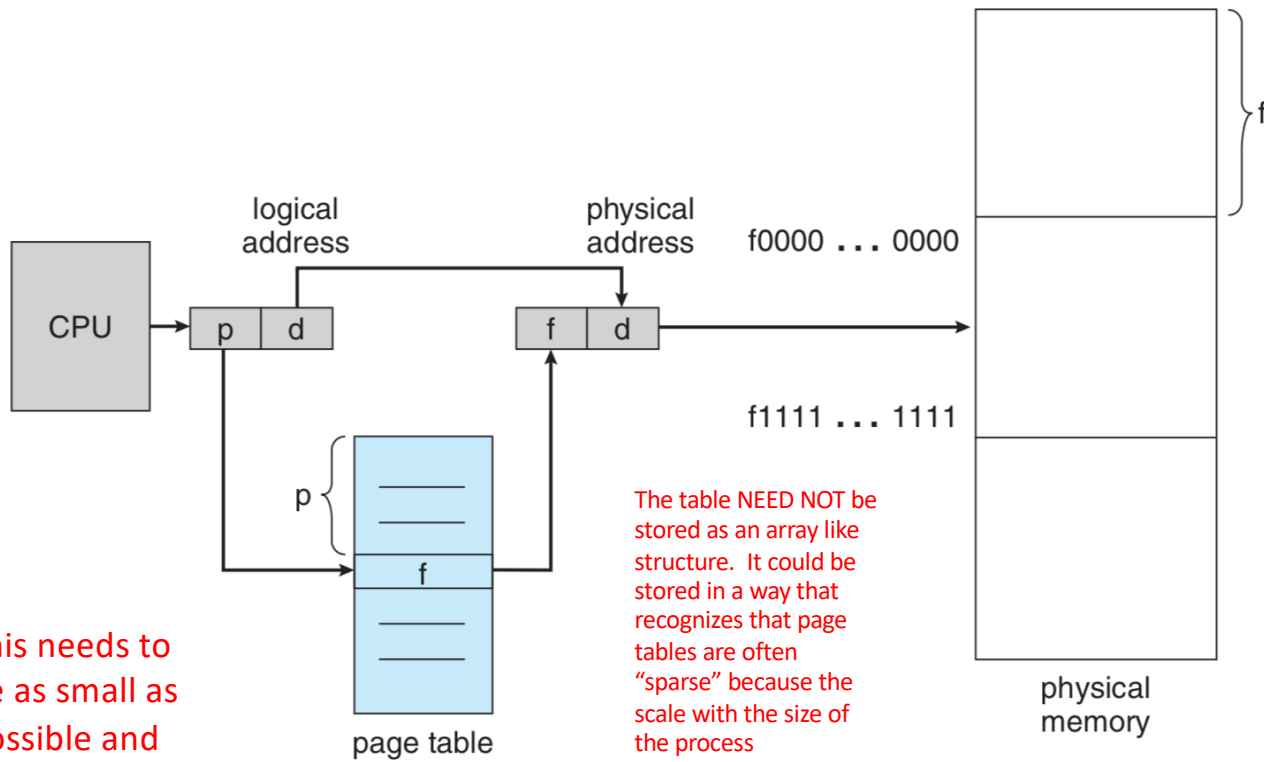 f
logical
address
physical
address
f0000 ... 0000
CPU
p
d
f
d
f1111 ... 1111
p
f
The table NEED NOT be
stored as an array like
structure. It could be
stored in a way that
recognizes that page
tables are often
“sparse” because the
scale with the size of
the process
needs to
as small as
and
page table
physical
memory